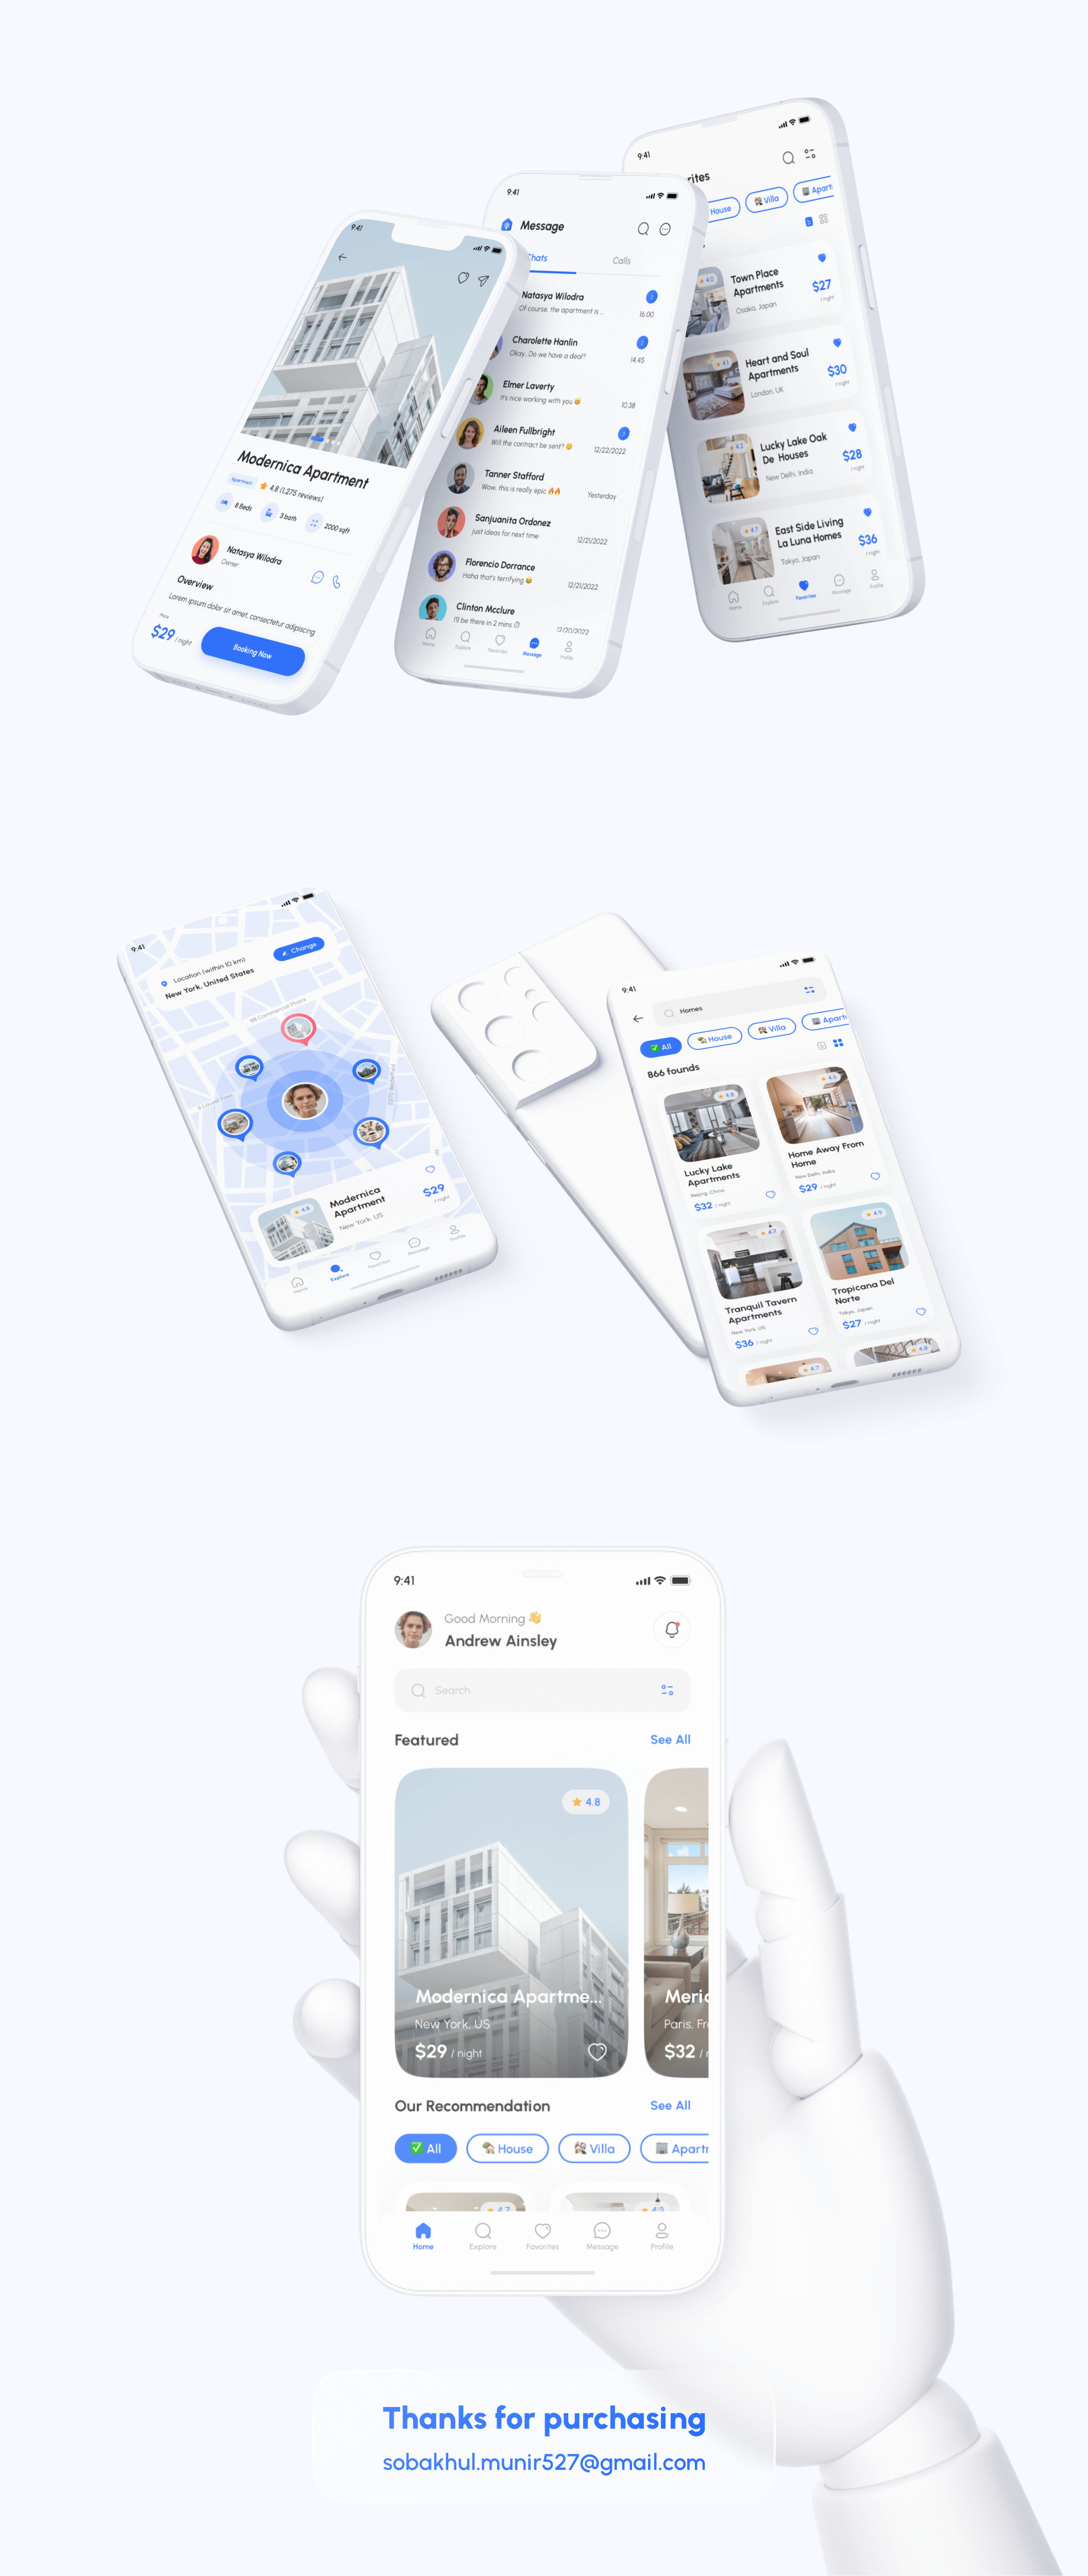 9:41
Modernica Apartment
Apartment
4.8 (1,275 reviews)
8 Beds
3 bath
2000 sqft
Natasya Wilodra
Owner
Overview
Lorem ipsum dolor sit amet, consectetur adipiscing
Price
$29 / night
Booking Now
9:41
Message
Chats
Calls
Natasya Wilodra
Of course, the apartment is ...
16.00
Charolette Hanlin
Okay...Do we have a deal?
14.45
Elmer Laverty
It's nice working with you 😄
10.38
Aileen Fullbright
Will the contract be sent? 😄
12/22/2022
Tanner Stafford
Wow, this is really epic 🔥🔥
Yesterday
Sanjuanita Ordonez
just ideas for next time
12/21/2022
Florencio Dorrance
Haha that's terrifying 😂
12/21/2022
Clinton Mcclure
I'll be there in 2 mins ⏱
12/20/2022
Home
Explore
Favorites
Message
Profile
9:41
rites
House
Villa
Apart
4.0
Town Place
Apartments
Osaka, Japan
$27
/ night
4.1
Heart and Soul
Apartments
London, UK
$30
/ night
4.2
Lucky Lake Oak
De Houses
New Delhi, India
$28
/ night
4.7
East Side Living
La Luna Homes
Tokyo, Japan
$36
/ night
Home
Explore
Favorites
Message
Profile
9:41
Location (within 10 km)
New York, United States
Change
88 Commercial Plaza
4.8
Modernica
Apartment
New York, US
$29
/ night
Home
Explore
Favorites
Message
Profile
9:41
Homes
✅ All
House
Villa
Apart
866 founds
4.8
Lucky Lake
Apartments
Beijing, China
$32 / night
4.6
Home Away From
Home
New Delhi, India
$29 / night
Tranquil Tavern
Apartments
New York, US
$36 / night
4.9
Tropicana Del
Norte
Tokyo, Japan
$27 / night
4.7
4.8
9:41
Good Morning 👋
Andrew Ainsley
Search
Featured
See All
4.8
Modernica Apartme...
New York, US
$29 / night
Meric
Paris, Fr
$32 / r
Our Recommendation
See All
✅ All
House
Villa
Apartr
4.7
Home
Explore
Favorites
Message
Profile
Thanks for purchasing
sobakhul.munir527@gmail.com